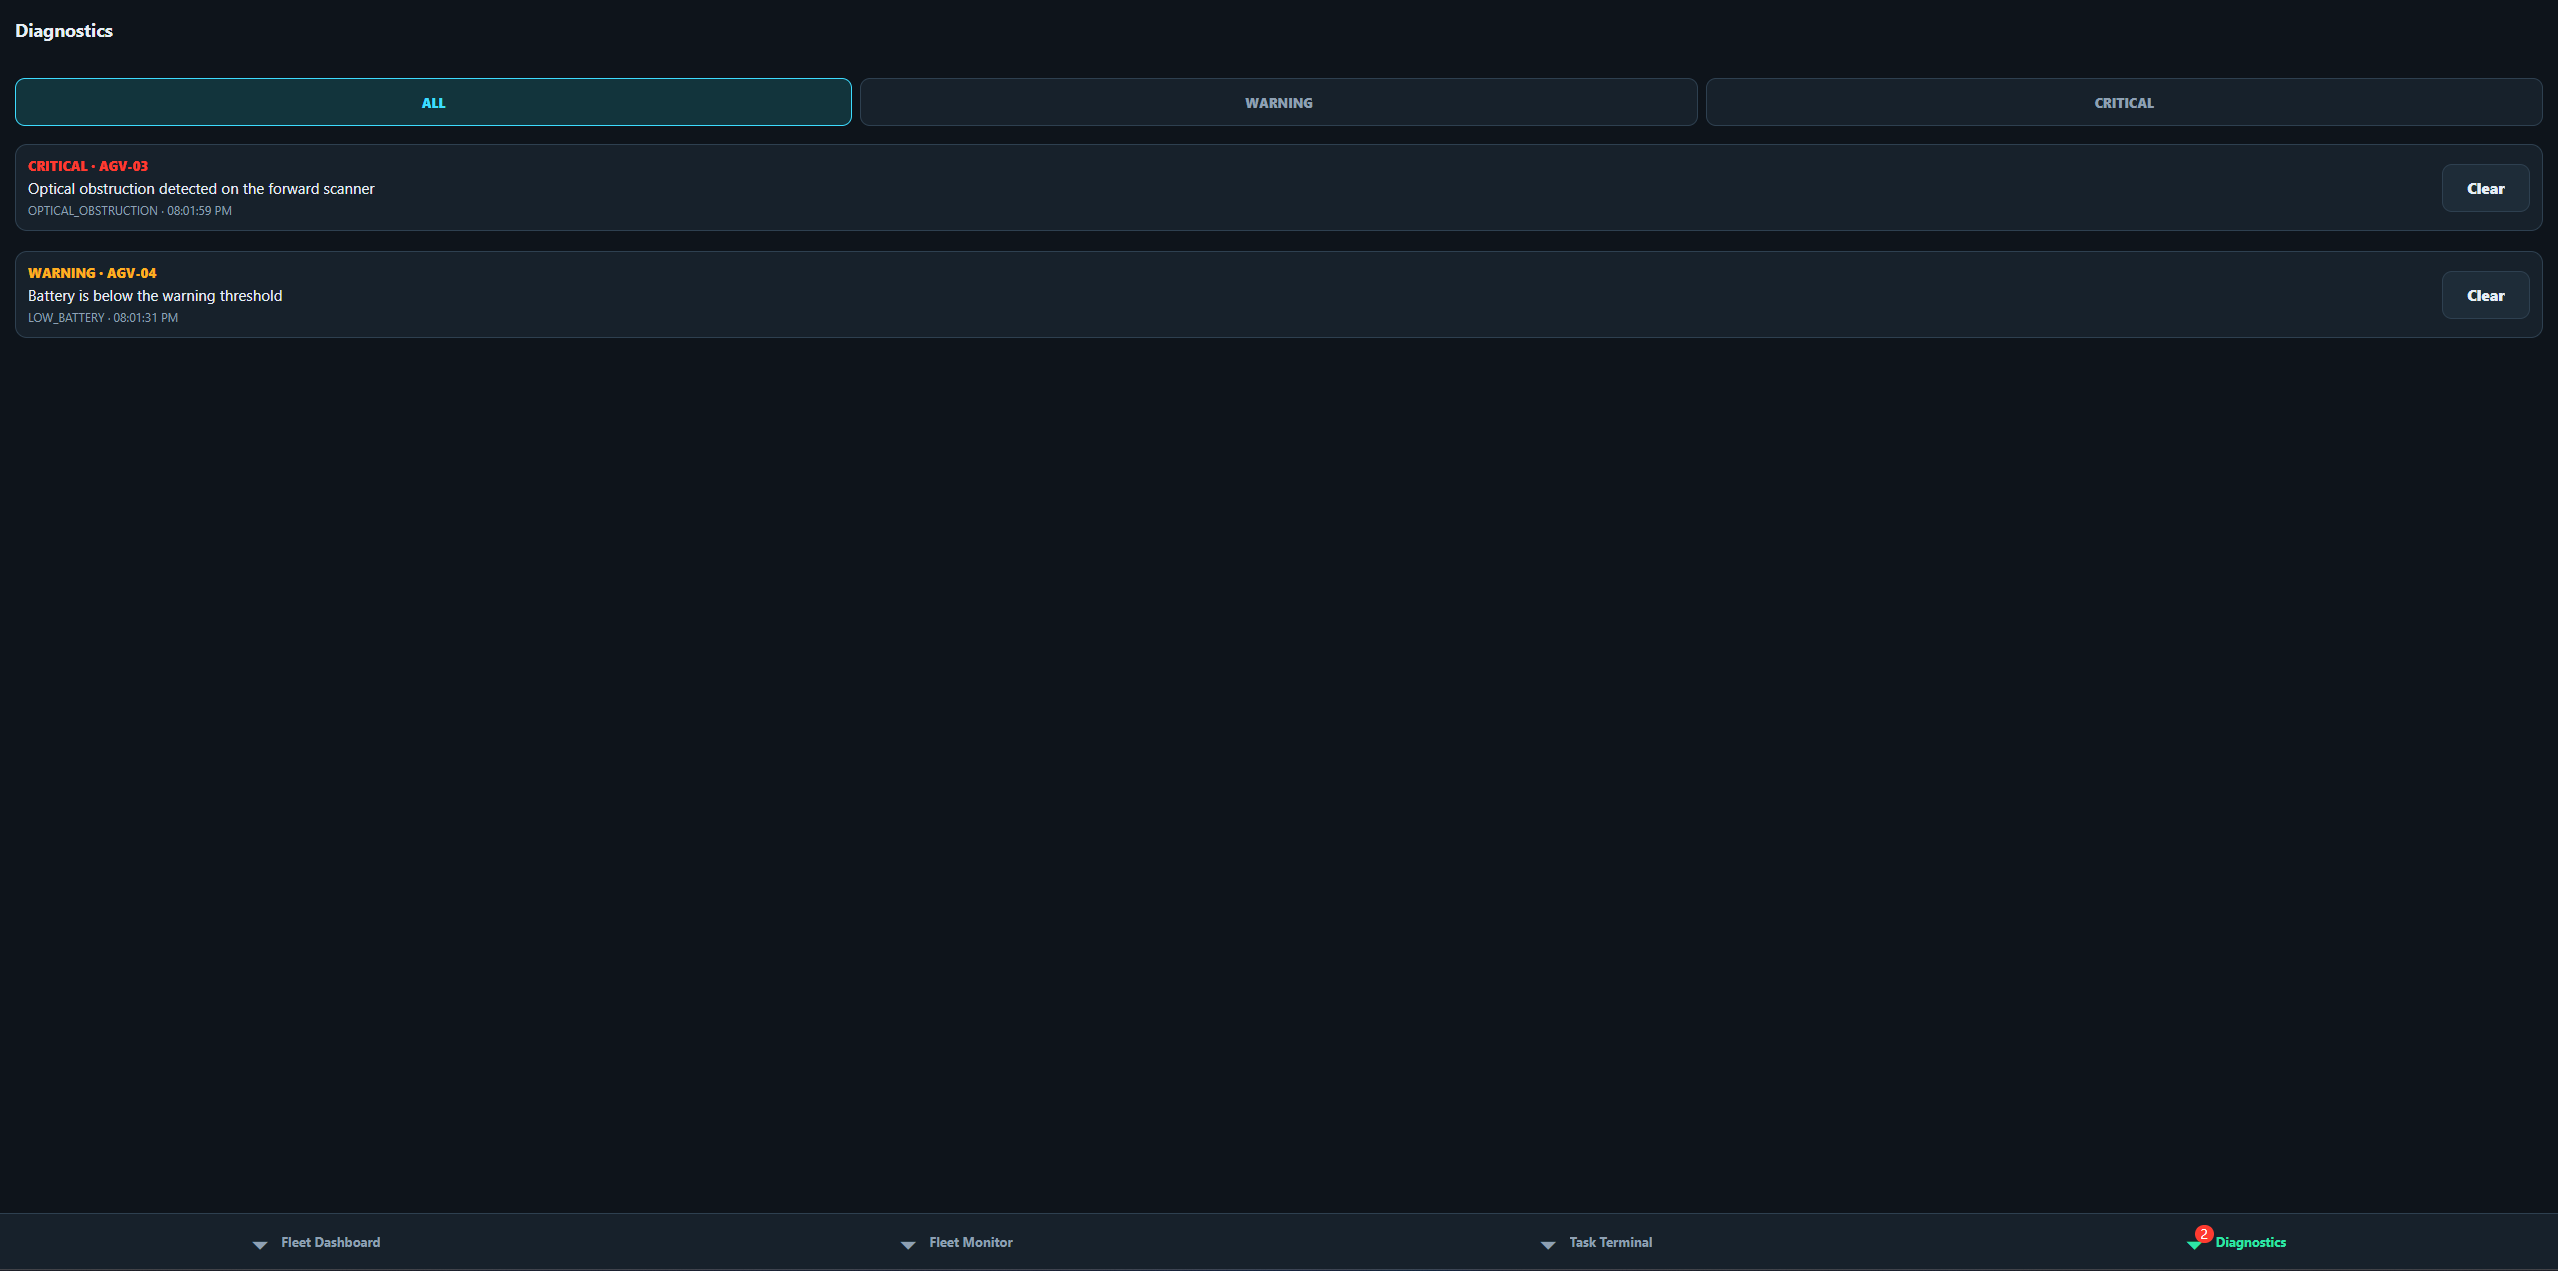 Diagnostics
ALL
WARNING
CRITICAL
CRITICAL · AGV-03
Optical obstruction detected on the forward scanner
OPTICAL_OBSTRUCTION · 08:01:59 PM
Clear
WARNING · AGV-04
Battery is below the warning threshold
LOW_BATTERY · 08:01:31 PM
Clear
Fleet Dashboard
Fleet Monitor
Task Terminal
2
Diagnostics